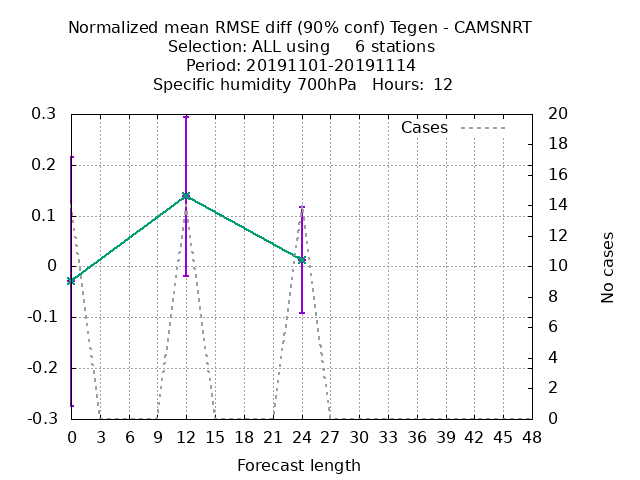 Normalized mean RMSE diff (90% conf) Tegen - CAMSNRT
Selection: ALL using     6 stations
Period: 20191101-20191114
Specific humidity 700hPa   Hours:  12
Cases
0.3
0.2
0.1
0
-0.1
-0.2
-0.3
20
18
16
14
12
10
8
6
4
2
0
No cases
0 3 6 9 12 15 18 21 24 27 30 33 36 39 42 45 48
Forecast length